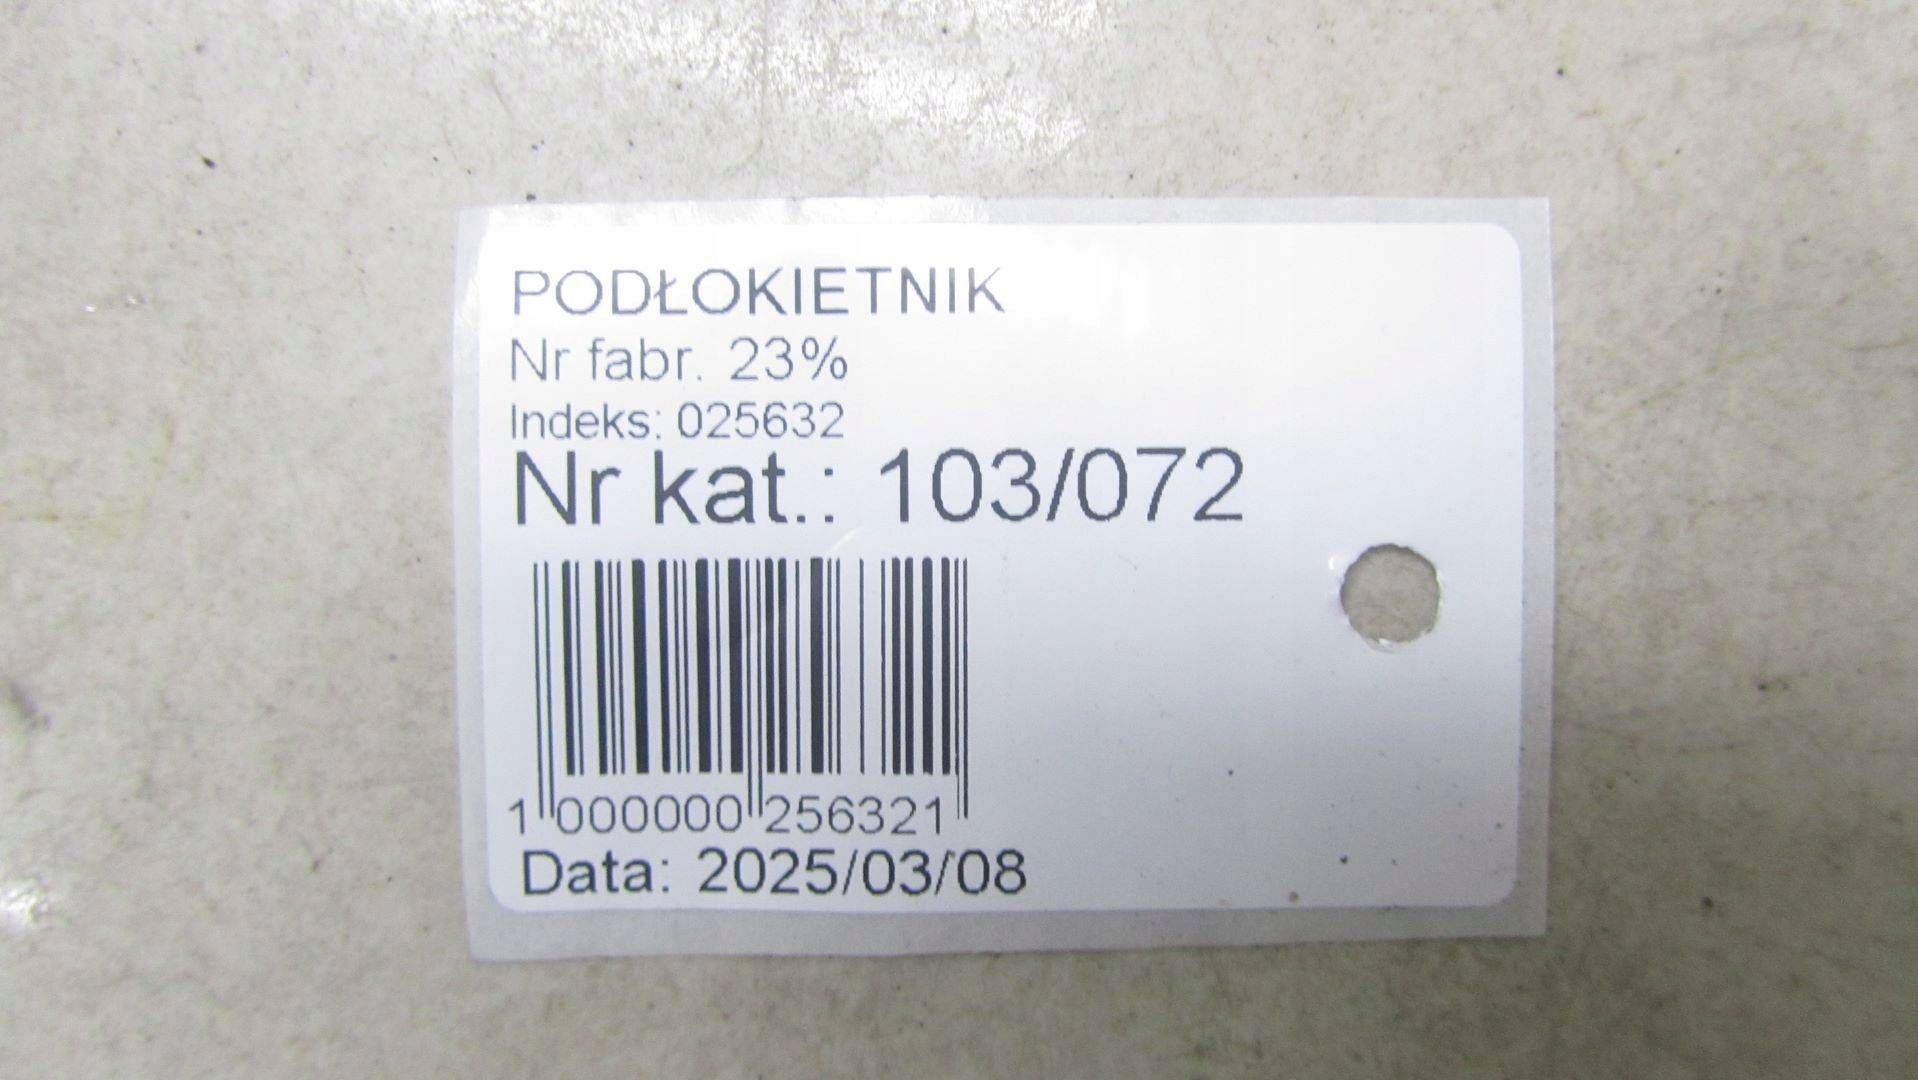 PODŁOKIETNIK
Nr fabr. 23%
Indeks: 025632
Nr kat.: 103/072
1 000000 256321
Data: 2025/03/08